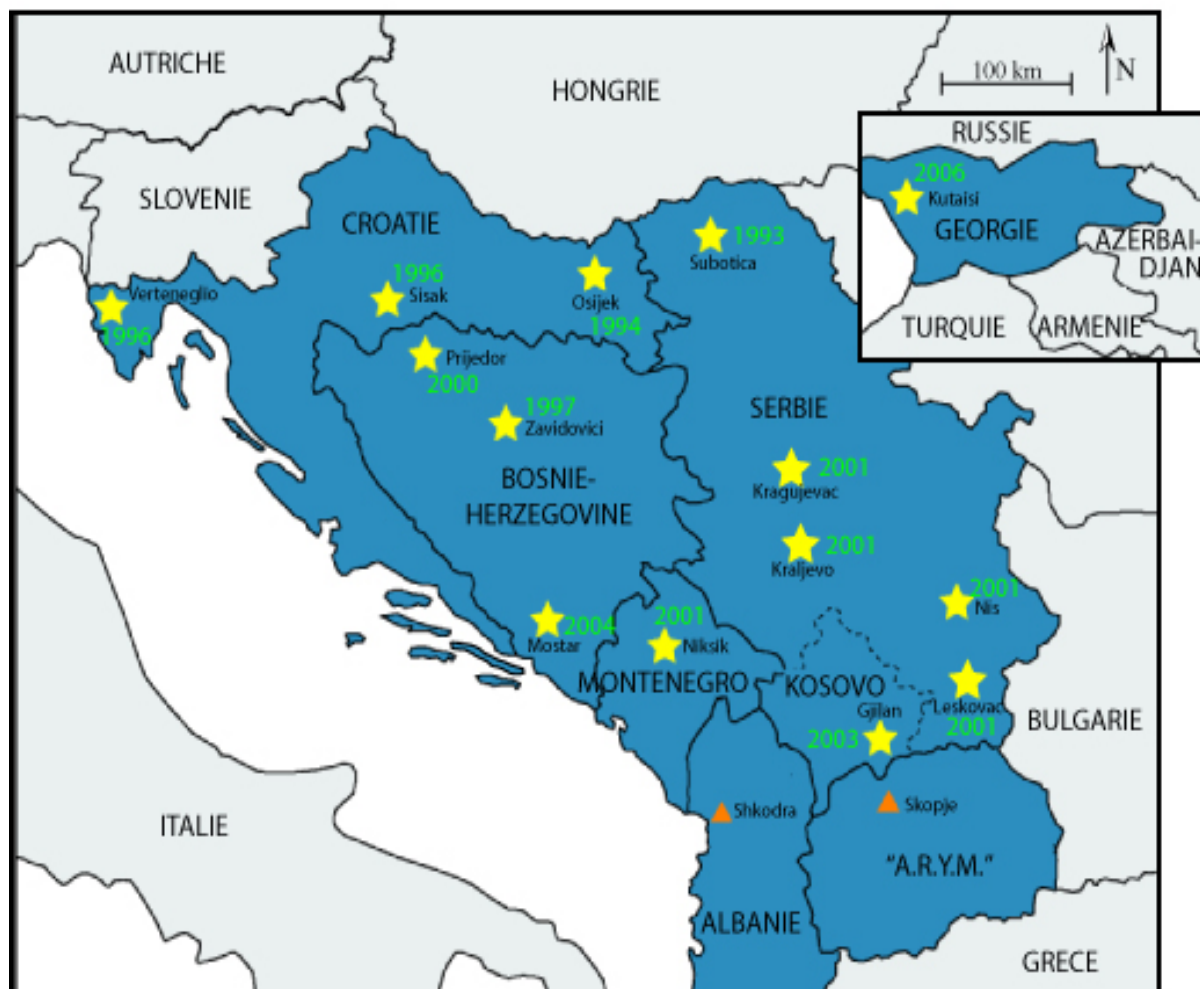 AUTRICHE
HONGRIE
100 km
N
RUSSIE
2006
Kutaisi
GEORGIE
AZERBAI-
DJAN
TURQUIE
ARMENIE
SLOVENIE
CROATIE
1993
Subotica
1996
Sisak
Osijek
1994
Verteneglio
1996
Prijedor
2000
1997
Zavidovici
SERBIE
2001
Kragujevac
BOSNIE-
HERZEGOVINE
2001
Kraljevo
2001
Nis
2004
Mostar
2001
Niksik
MONTENEGRO
KOSOVO
Gjilan
2003
Leskovac
2001
BULGARIE
Shkodra
Skopje
ITALIE
"A.R.Y.M."
ALBANIE
GRECE